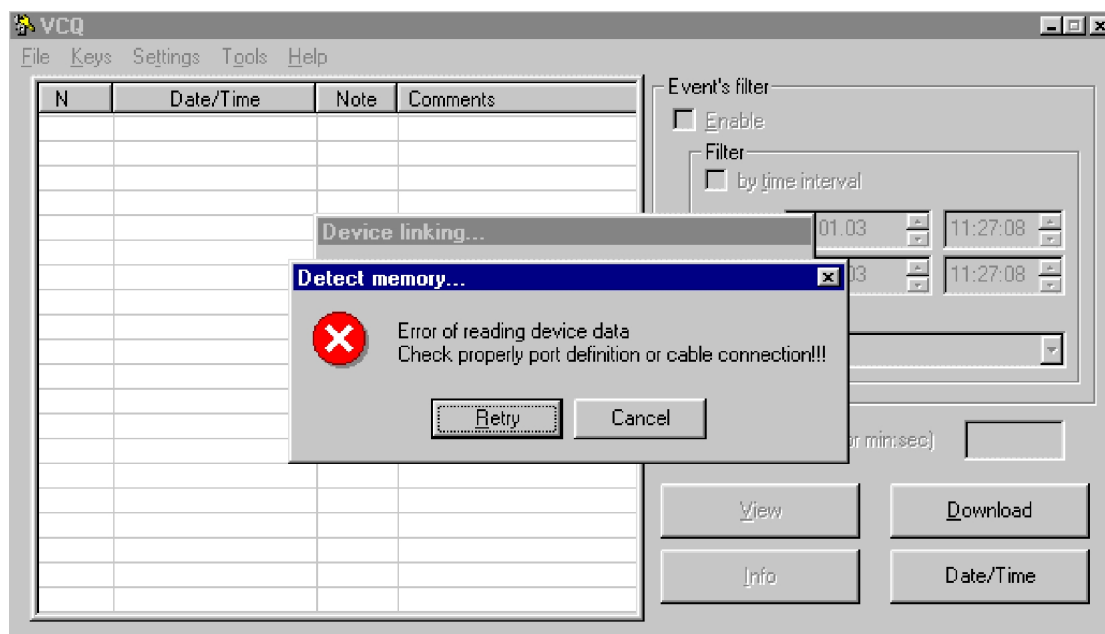 VCQ
File Keys Settings Tools Help
N Date/Time Note Comments
Event's filter
Enable
Filter
by time interval
01.03 11:27:08
03 11:27:08
Device linking...
Detect memory...
Error of reading device data
Check properly port definition or cable connection!!!
Retry Cancel
or min:sec)
View Download
Info Date/Time